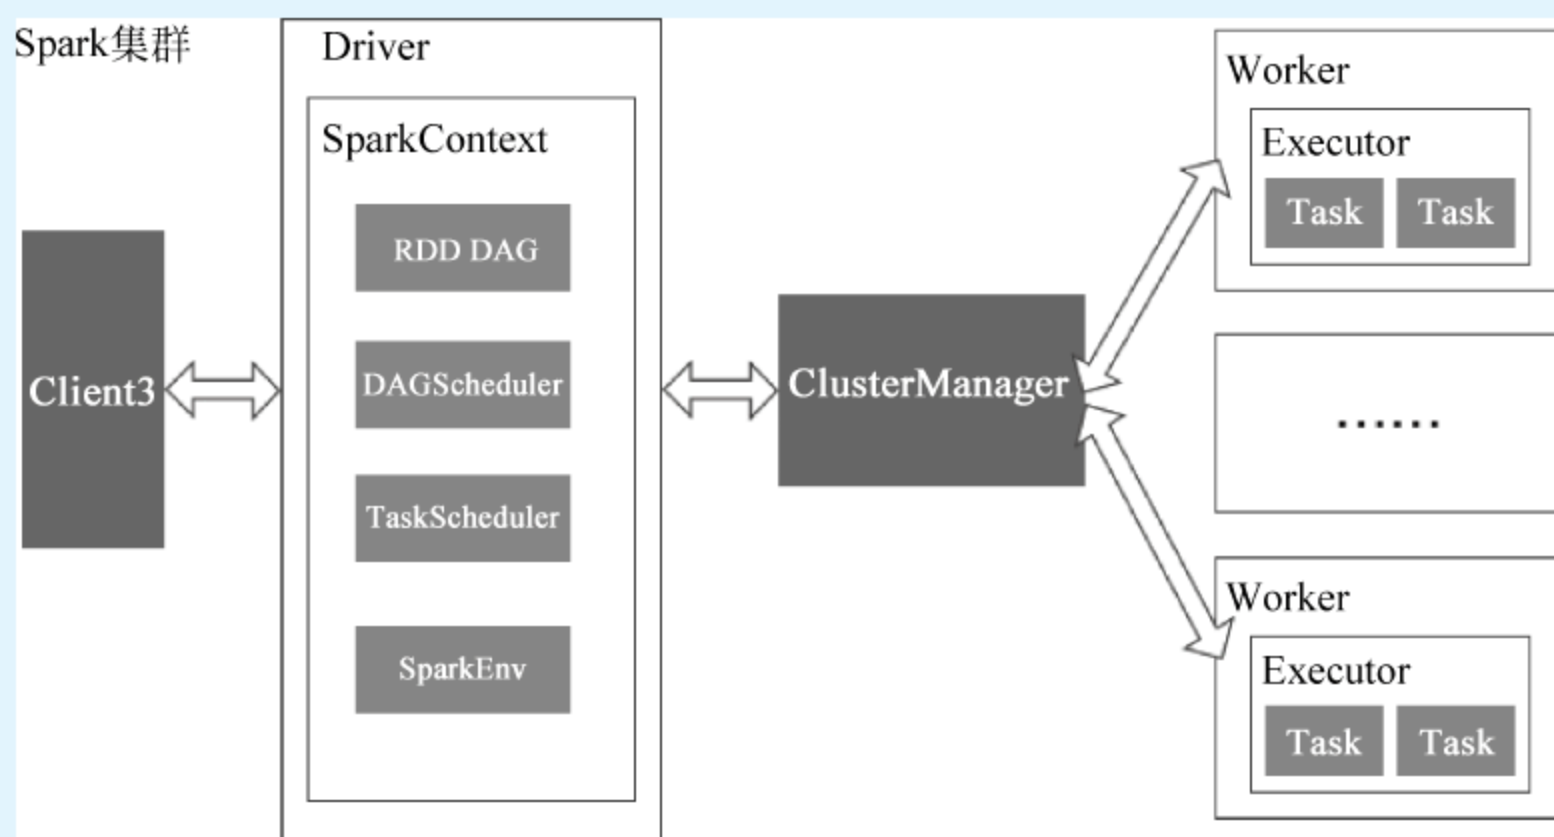 Spark集群
Driver
SparkContext
RDD DAG
DAGScheduler
TaskScheduler
SparkEnv
Client3
ClusterManager
Worker
Executor
Task Task
······
Worker
Executor
Task Task